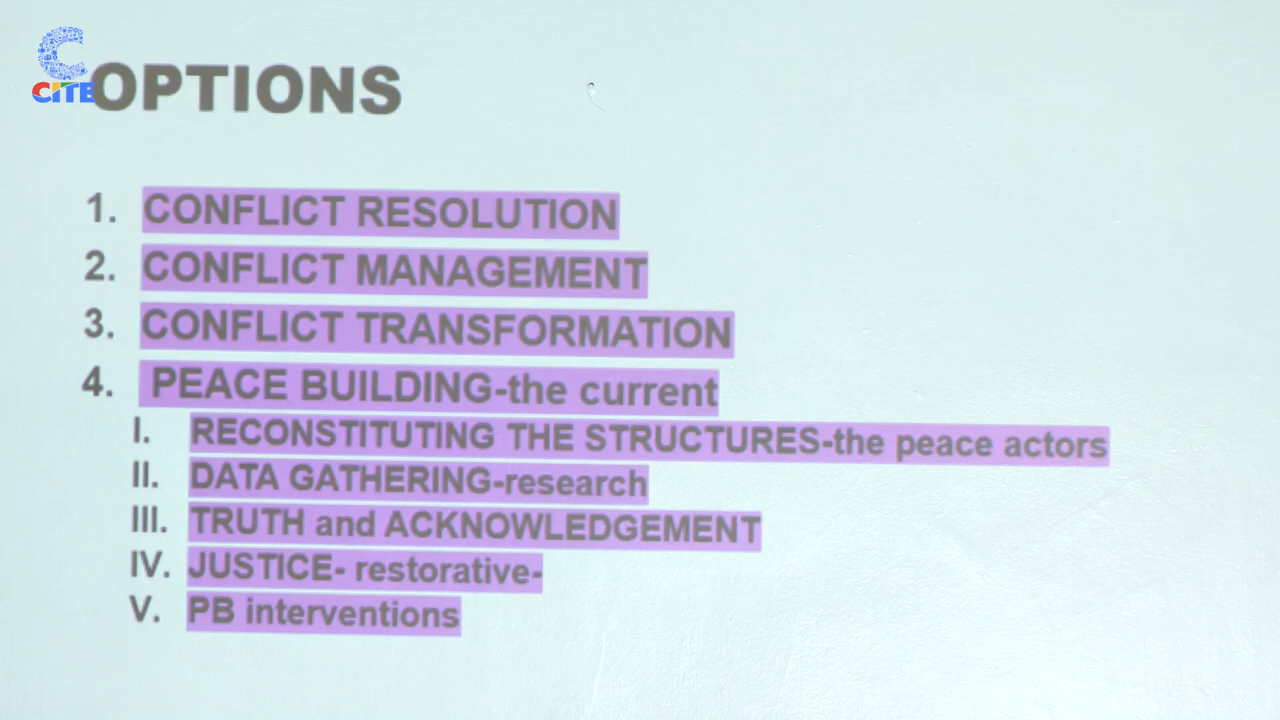 CITE
OPTIONS
1. CONFLICT RESOLUTION
2. CONFLICT MANAGEMENT
3. CONFLICT TRANSFORMATION
4. PEACE BUILDING-the current
I. RECONSTITUTING THE STRUCTURES-the peace actors
II. DATA GATHERING-research
III. TRUTH and ACKNOWLEDGEMENT
IV. JUSTICE- restorative-
V. PB interventions